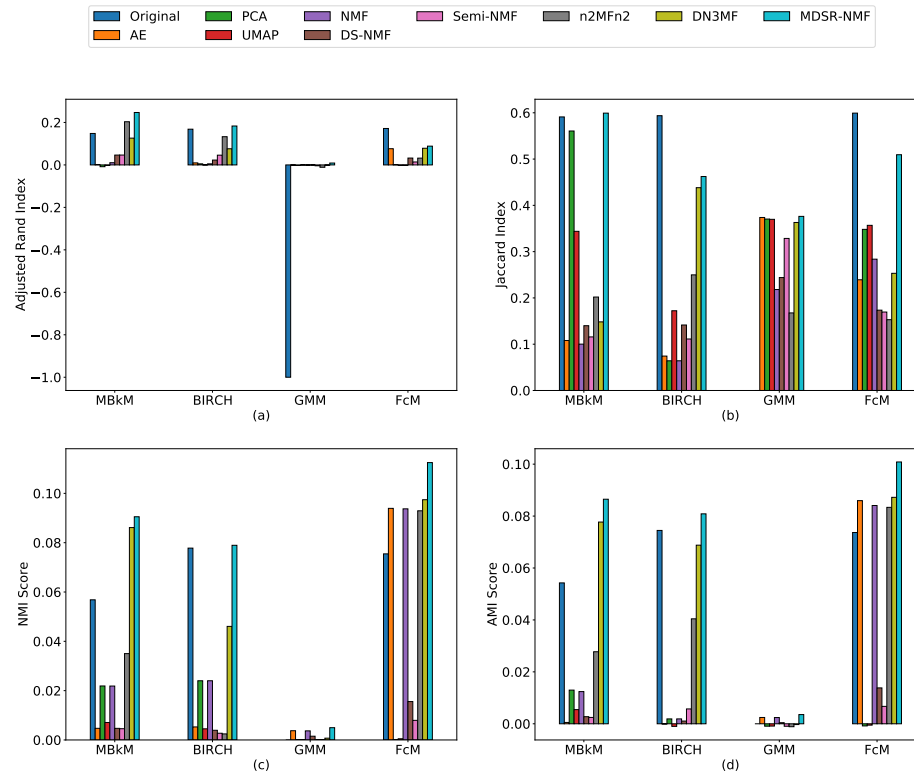 Original PCA NMF Semi-NMF n2MFn2 DN3MF MDSR-NMF
AE UMAP DS-NMF
Adjusted Rand Index
0.2
0.0
−0.2
−0.4
−0.6
−0.8
−1.0
MBkM BIRCH GMM FcM
(a)
Jaccard Index
0.6
0.5
0.4
0.3
0.2
0.1
0.0
MBkM BIRCH GMM FcM
(b)
NMI Score
0.10
0.08
0.06
0.04
0.02
0.00
MBkM BIRCH GMM FcM
(c)
AMI Score
0.10
0.08
0.06
0.04
0.02
0.00
MBkM BIRCH GMM FcM
(d)